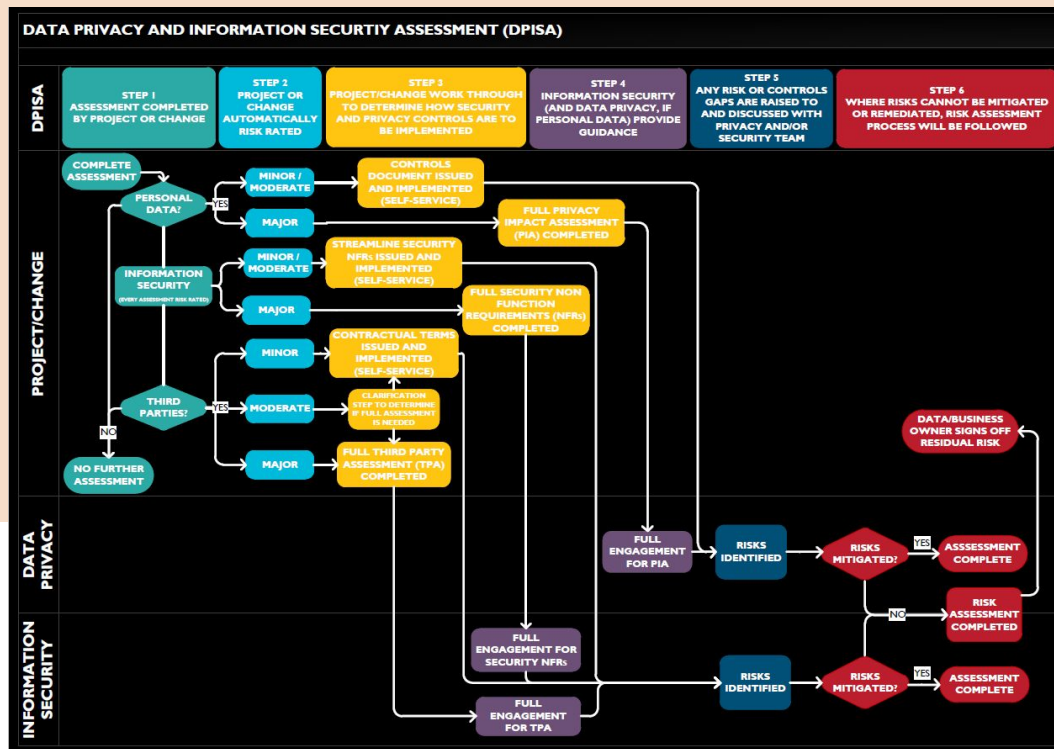 DATA PRIVACY AND INFORMATION SECURTIY ASSESSMENT (DPISA)
DPISA
STEP 1
ASSESSMENT COMPLETED
BY PROJECT OR CHANGE
STEP 2
PROJECT OR
CHANGE
AUTOMATICALLY
RISK RATED
STEP 3
PROJECT/CHANGE WORK THROUGH
TO DETERMINE HOW SECURITY
AND PRIVACY CONTROLS ARE TO
BE IMPLEMENTED
STEP 4
INFORMATION SECURITY
(AND DATA PRIVACY, IF
PERSONAL DATA) PROVIDE
GUIDANCE
STEP 5
ANY RISK OR CONTROLS
GAPS ARE RAISED TO
AND DISCUSSED WITH
PRIVACY AND/OR
SECURITY TEAM
STEP 6
WHERE RISKS CANNOT BE MITIGATED
OR REMEDIATED, RISK ASSESSMENT
PROCESS WILL BE FOLLOWED
PROJECT/CHANGE
COMPLETE
ASSESSMENT
PERSONAL
DATA?
YES
MINOR /
MODERATE
CONTROLS
DOCUMENT ISSUED
AND IMPLEMENTED
(SELF-SERVICE)
MAJOR
FULL PRIVACY
IMPACT ASSESSMENT
(PIA) COMPLETED
INFORMATION
SECURITY
(EVERY ASSESSMENT RISK RATED)
MINOR /
MODERATE
STREAMLINE SECURITY
NFRs ISSUED AND
IMPLEMENTED
(SELF-SERVICE)
MAJOR
FULL SECURITY NON
FUNCTION
REQUIREMENTS (NFRs)
COMPLETED
THIRD
PARTIES?
YES
NO
MINOR
CONTRACTUAL TERMS
ISSUED AND
IMPLEMENTED
(SELF-SERVICE)
MODERATE
CLARIFICATION
STEP TO DETERMINE
IF FULL ASSESSMENT
IS NEEDED
MAJOR
FULL THIRD PARTY
ASSESSMENT (TPA)
COMPLETED
NO FURTHER
ASSESSMENT
DATA/BUSINESS
OWNER SIGNS OFF
RESIDUAL RISK
DATA
PRIVACY
FULL
ENGAGEMENT
FOR PIA
RISKS
IDENTIFIED
RISKS
MITIGATED?
YES
ASSSESSMENT
COMPLETE
NO
RISK
ASSESSMENT
COMPLETED
INFORMATION
SECURITY
FULL
ENGAGEMENT FOR
SECURITY NFRs
FULL
ENGAGEMENT
FOR TPA
RISKS
IDENTIFIED
RISKS
MITIGATED?
YES
ASSESSMENT
COMPLETE